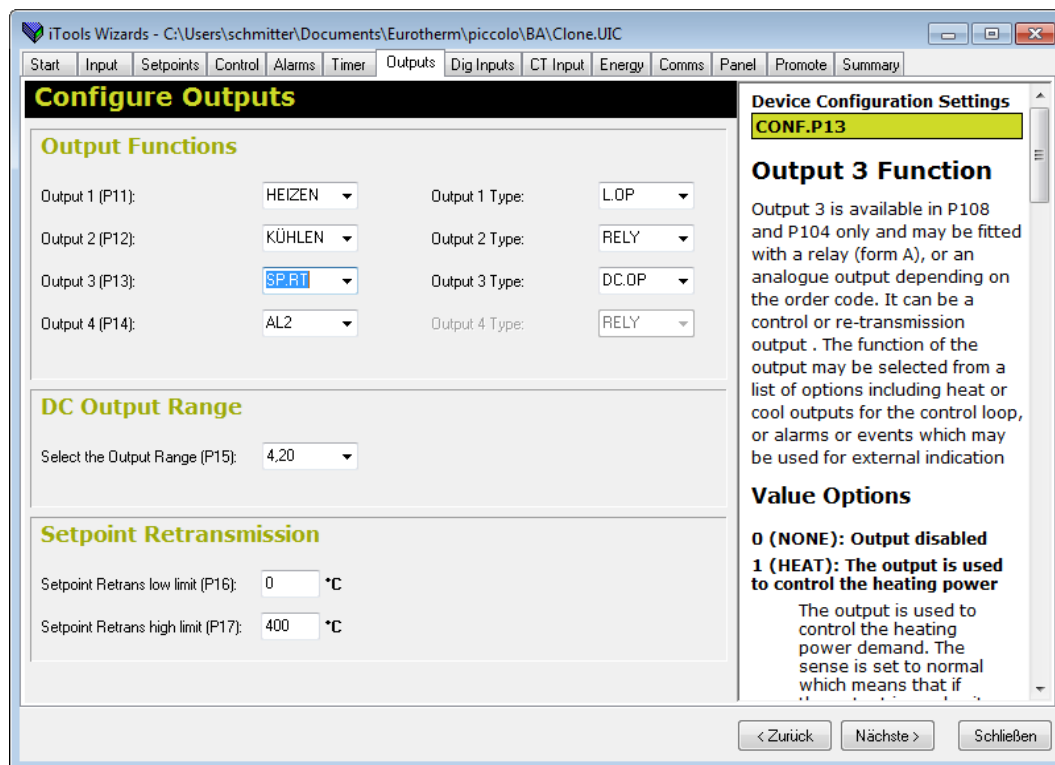 iTools Wizards - C:\Users\schmitter\Documents\Eurotherm\piccolo\BA\Clone.UIC
Start Input Setpoints Control Alarms Timer Outputs Dig Inputs CT Input Energy Comms Panel Promote Summary
Configure Outputs
Output Functions
Output 1 (P11): HEIZEN Output 1 Type: L.OP
Output 2 (P12): KÜHLEN Output 2 Type: RELY
Output 3 (P13): SP.RT Output 3 Type: DC.OP
Output 4 (P14): AL2 Output 4 Type: RELY
DC Output Range
Select the Output Range (P15): 4,20
Setpoint Retransmission
Setpoint Retrans low limit (P16): 0 °C
Setpoint Retrans high limit (P17): 400 °C
Device Configuration Settings
CONF.P13
Output 3 Function
Output 3 is available in P108
and P104 only and may be fitted
with a relay (form A), or an
analogue output depending on
the order code. It can be a
control or re-transmission
output . The function of the
output may be selected from a
list of options including heat or
cool outputs for the control loop,
or alarms or events which may
be used for external indication
Value Options
0 (NONE): Output disabled
1 (HEAT): The output is used
to control the heating power
The output is used to
control the heating
power demand. The
sense is set to normal
which means that if
< Zurück Nächste > Schließen